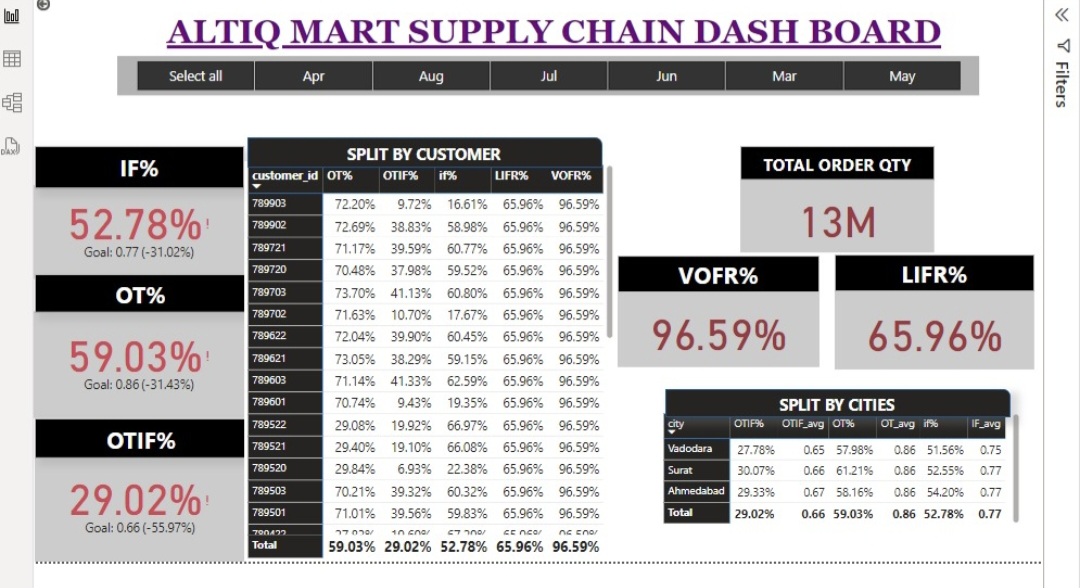 ALTIQ MART SUPPLY CHAIN DASH BOARD
Select all Apr Aug Jul Jun Mar May
Filters
DAX
IF%
52.78%!
Goal: 0.77 (-31.02%)
OT%
59.03%!
Goal: 0.86 (-31.43%)
OTIF%
29.02%!
Goal: 0.66 (-55.97%)
SPLIT BY CUSTOMER
customer_id OT% OTIF% if% LIFR% VOFR%
789903 72.20% 9.72% 16.61% 65.96% 96.59%
789902 72.69% 38.83% 58.98% 65.96% 96.59%
789721 71.17% 39.59% 60.77% 65.96% 96.59%
789720 70.48% 37.98% 59.52% 65.96% 96.59%
789703 73.70% 41.13% 60.80% 65.96% 96.59%
789702 71.63% 10.70% 17.67% 65.96% 96.59%
789622 72.04% 39.90% 60.45% 65.96% 96.59%
789621 73.05% 38.29% 59.15% 65.96% 96.59%
789603 71.14% 41.33% 62.59% 65.96% 96.59%
789601 70.74% 9.43% 19.35% 65.96% 96.59%
789522 29.08% 19.92% 66.97% 65.96% 96.59%
789521 29.40% 19.10% 66.08% 65.96% 96.59%
789520 29.84% 6.93% 22.38% 65.96% 96.59%
789503 70.21% 39.32% 60.32% 65.96% 96.59%
789501 71.01% 39.56% 59.83% 65.96% 96.59%
Total 59.03% 29.02% 52.78% 65.96% 96.59%
TOTAL ORDER QTY
13M
VOFR%
96.59%
LIFR%
65.96%
SPLIT BY CITIES
city OTIF% OTIF_avg OT% OT_avg if% IF_avg
Vadodara 27.78% 0.65 57.98% 0.86 51.56% 0.75
Surat 30.07% 0.66 61.21% 0.86 52.55% 0.77
Ahmedabad 29.33% 0.67 58.16% 0.86 54.20% 0.77
Total 29.02% 0.66 59.03% 0.86 52.78% 0.77